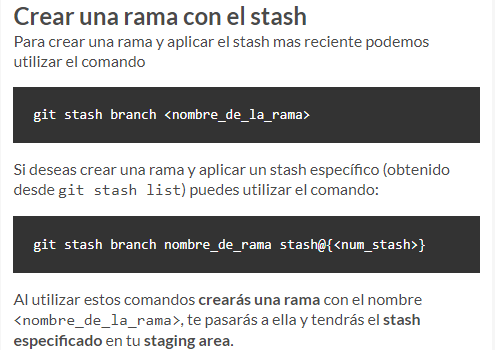 Crear una rama con el stash
Para crear una rama y aplicar el stash mas reciente podemos
utilizar el comando
git stash branch <nombre_de_la_rama>
Si deseas crear una rama y aplicar un stash específico (obtenido
desde git stash list) puedes utilizar el comando:
git stash branch nombre_de_rama stash@{<num_stash>}
Al utilizar estos comandos crearás una rama con el nombre
<nombre_de_la_rama>, te pasarás a ella y tendrás el stash
especificado en tu staging area.